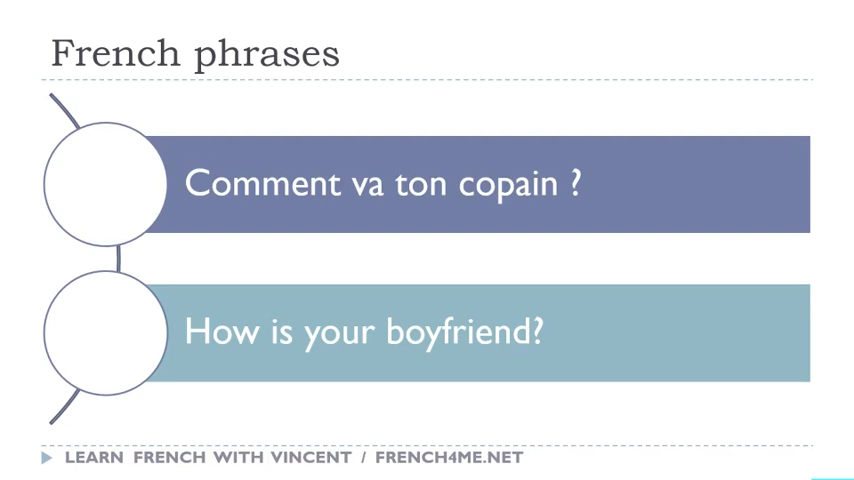 French phrases
Comment va ton copain ?
How is your boyfriend?
LEARN FRENCH WITH VINCENT / FRENCH4ME.NET